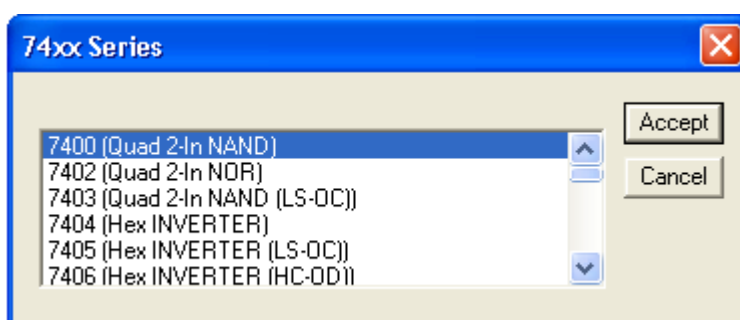 74xx Series
7400 (Quad 2-In NAND)
7402 (Quad 2-In NOR)
7403 (Quad 2-In NAND (LS-OC))
7404 (Hex INVERTER)
7405 (Hex INVERTER (LS-OC))
7406 (Hex INVERTER (HC-OD))
Accept
Cancel